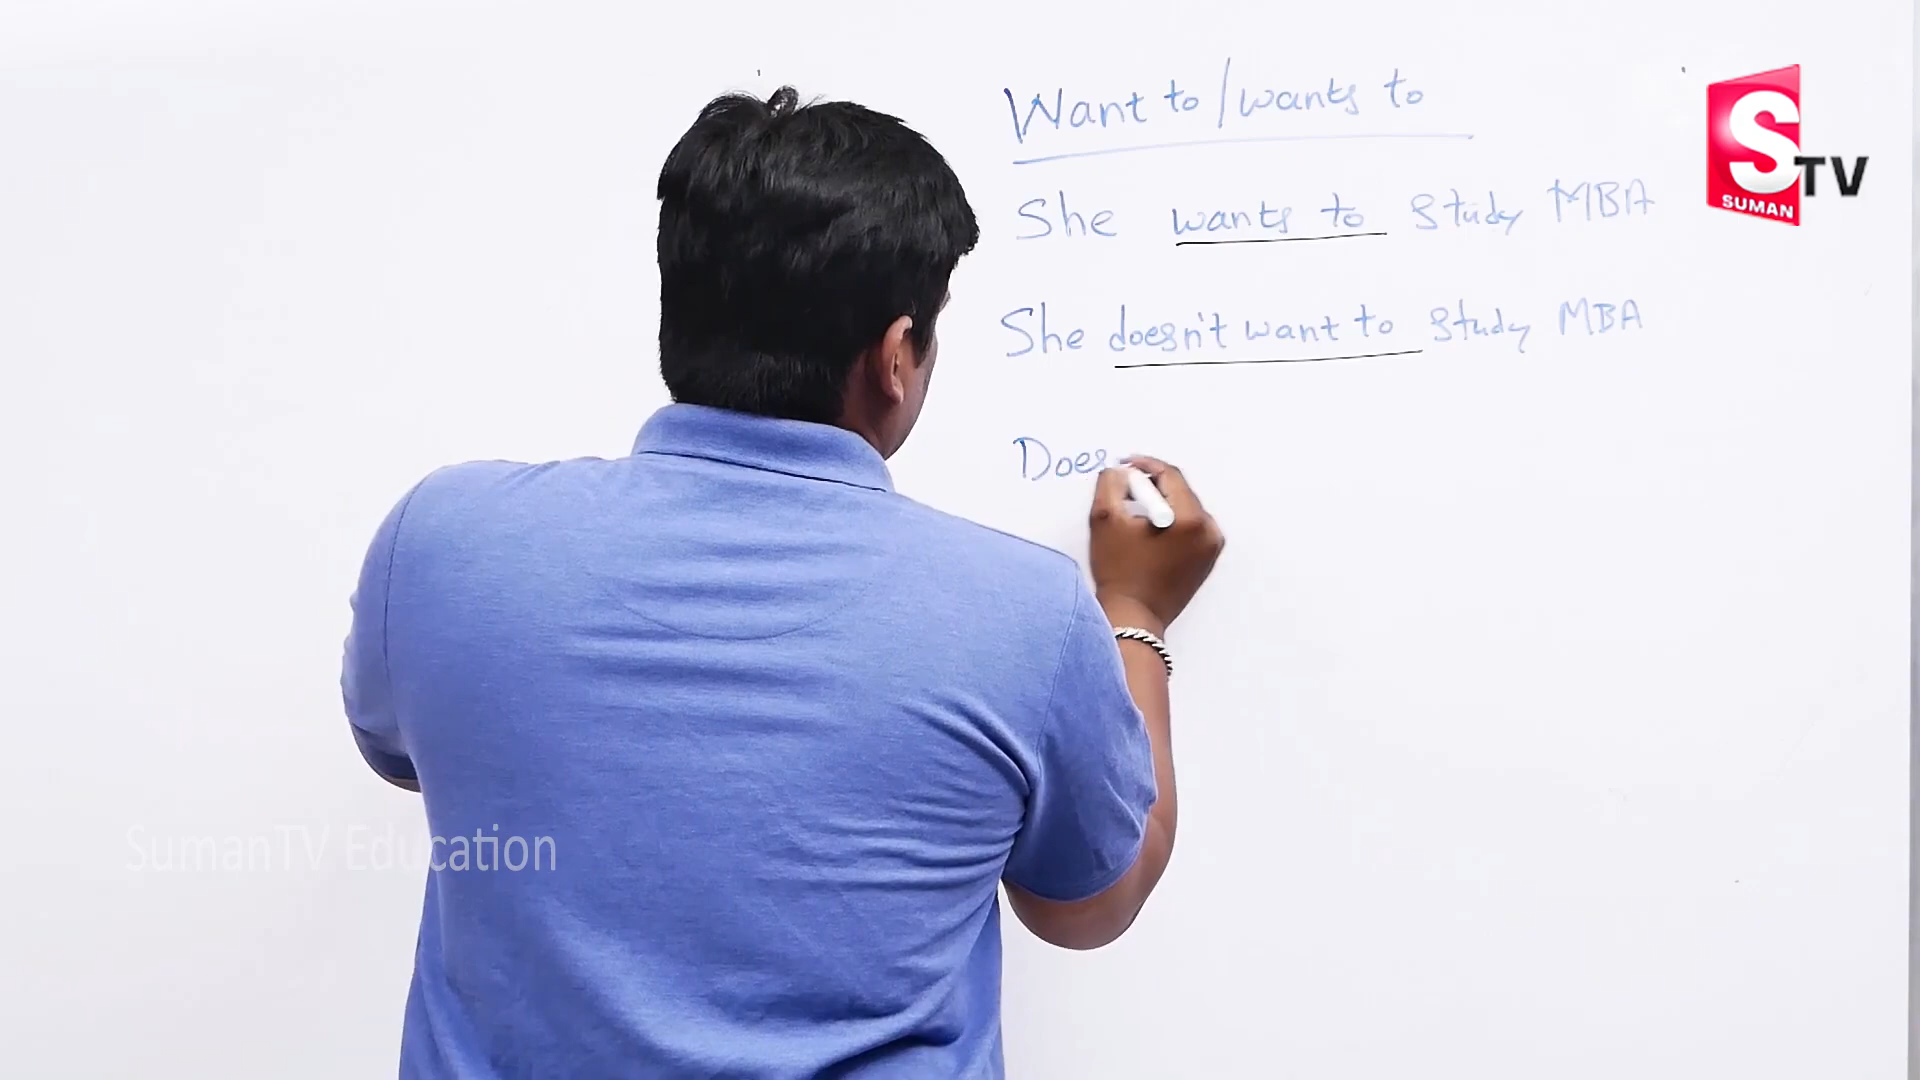 Want to / wants to
She wants to study MBA
She doesn't want to study MBA
Does
S TV
SUMAN
SumanTV Education